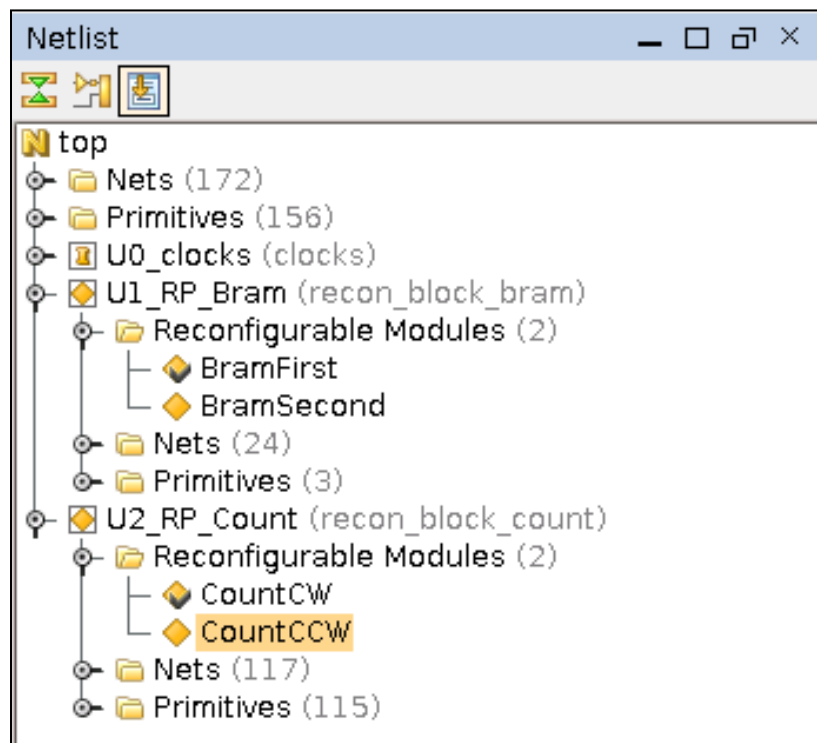 Netlist
top
Nets (172)
Primitives (156)
U0_clocks (clocks)
U1_RP_Bram (recon_block_bram)
Reconfigurable Modules (2)
BramFirst
BramSecond
Nets (24)
Primitives (3)
U2_RP_Count (recon_block_count)
Reconfigurable Modules (2)
CountCW
CountCCW
Nets (117)
Primitives (115)